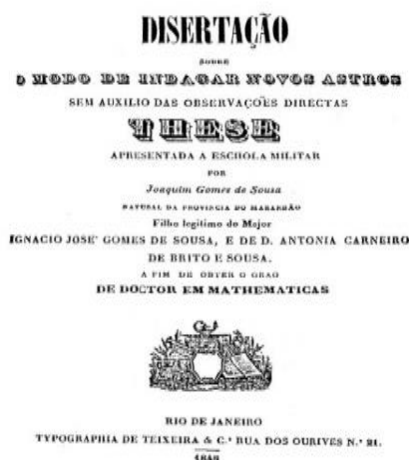 DISERTAÇÃO
SOBRE
O MODO DE INDAGAR NOVOS ASTROS
SEM AUXILIO DAS OBSERVAÇOES DIRECTAS
THESE
APRESENTADA A ESCHOLA MILITAR
POR
Joaquim Gomes de Sousa
NATURAL DA PROVINCIA DO MARANHÃO
Filho legitimo do Major
IGNACIO JOSE' GOMES DE SOUSA, E DE D. ANTONIA CARNEIRO
DE BRITO E SOUSA.
A FIM DE OBTER O GRAO
DE DOCTOR EM MATHEMATICAS
RIO DE JANEIRO
TYPOGRAPHIA DE TEIXEIRA & C.ª RUA DOS OURIVES N.º 21.
1848